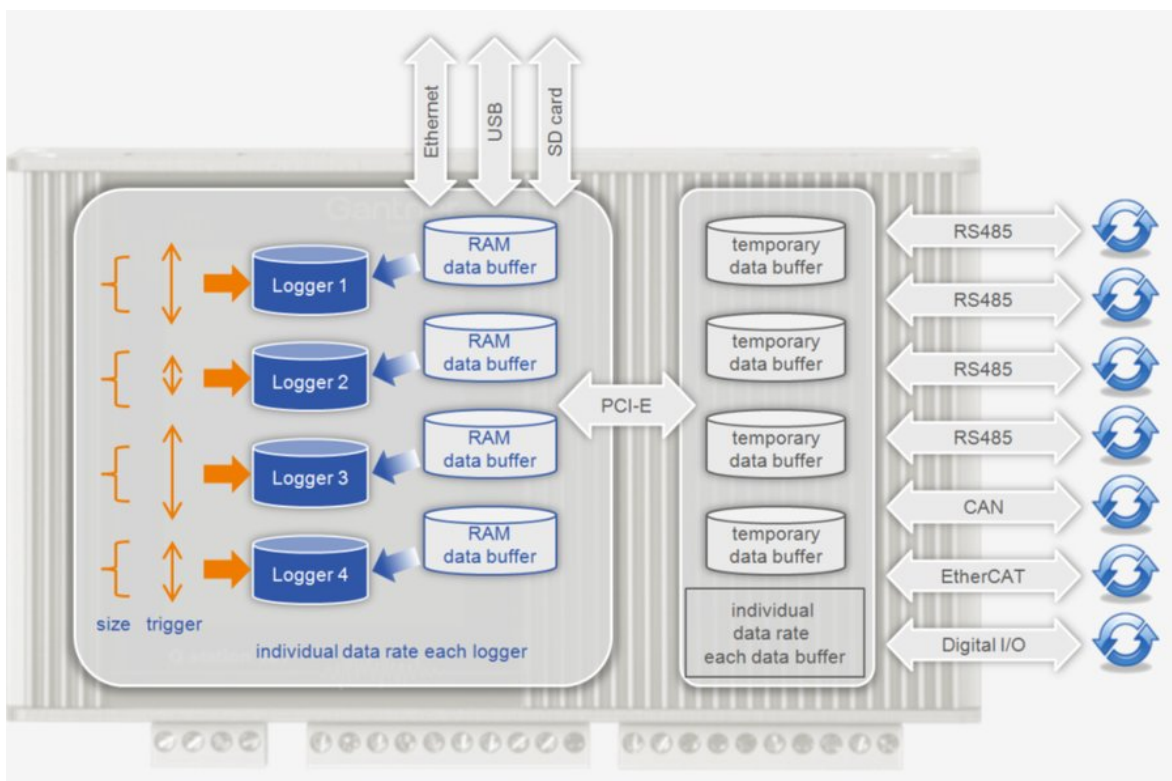 Ethernet
USB
SD card
RAM
data buffer
Logger 1
RAM
data buffer
Logger 2
RAM
data buffer
Logger 3
RAM
data buffer
Logger 4
size
trigger
individual data rate each logger
PCI-E
temporary
data buffer
temporary
data buffer
temporary
data buffer
temporary
data buffer
individual
data rate
each data buffer
RS485
RS485
RS485
RS485
CAN
EtherCAT
Digital I/O